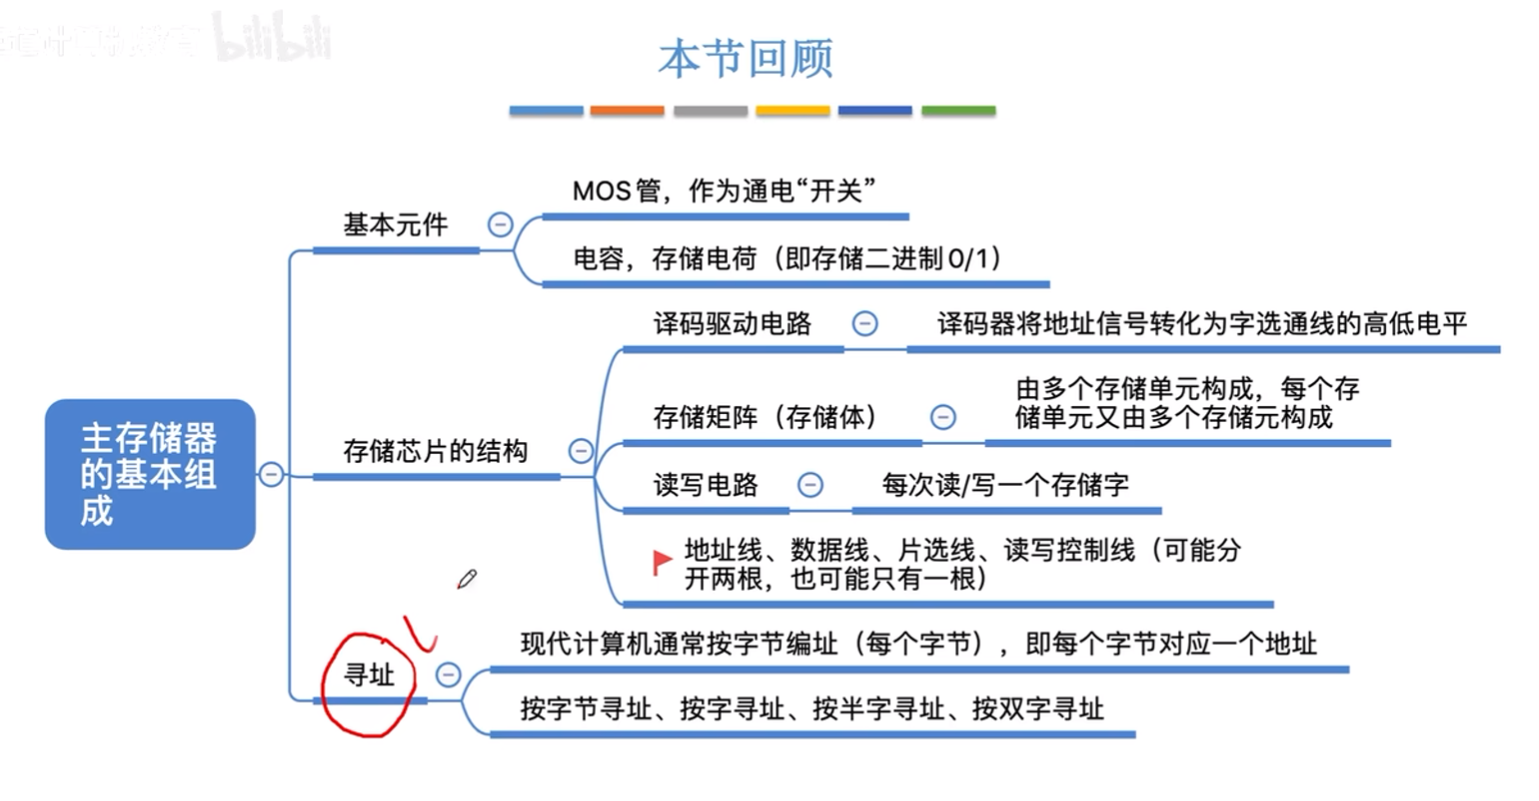 bilibili
本节回顾
MOS管，作为通电“开关”
基本元件
电容，存储电荷（即存储二进制0/1）
译码驱动电路
译码器将地址信号转化为字选通线的高低电平
由多个存储单元构成，每个存
储单元又由多个存储元构成
存储矩阵（存储体）
主存储器
的基本组
成
存储芯片的结构
读写电路
每次读/写一个存储字
地址线、数据线、片选线、读写控制线（可能分
开两根，也可能只有一根）
寻址
现代计算机通常按字节编址（每个字节），即每个字节对应一个地址
按字节寻址、按字寻址、按半字寻址、按双字寻址